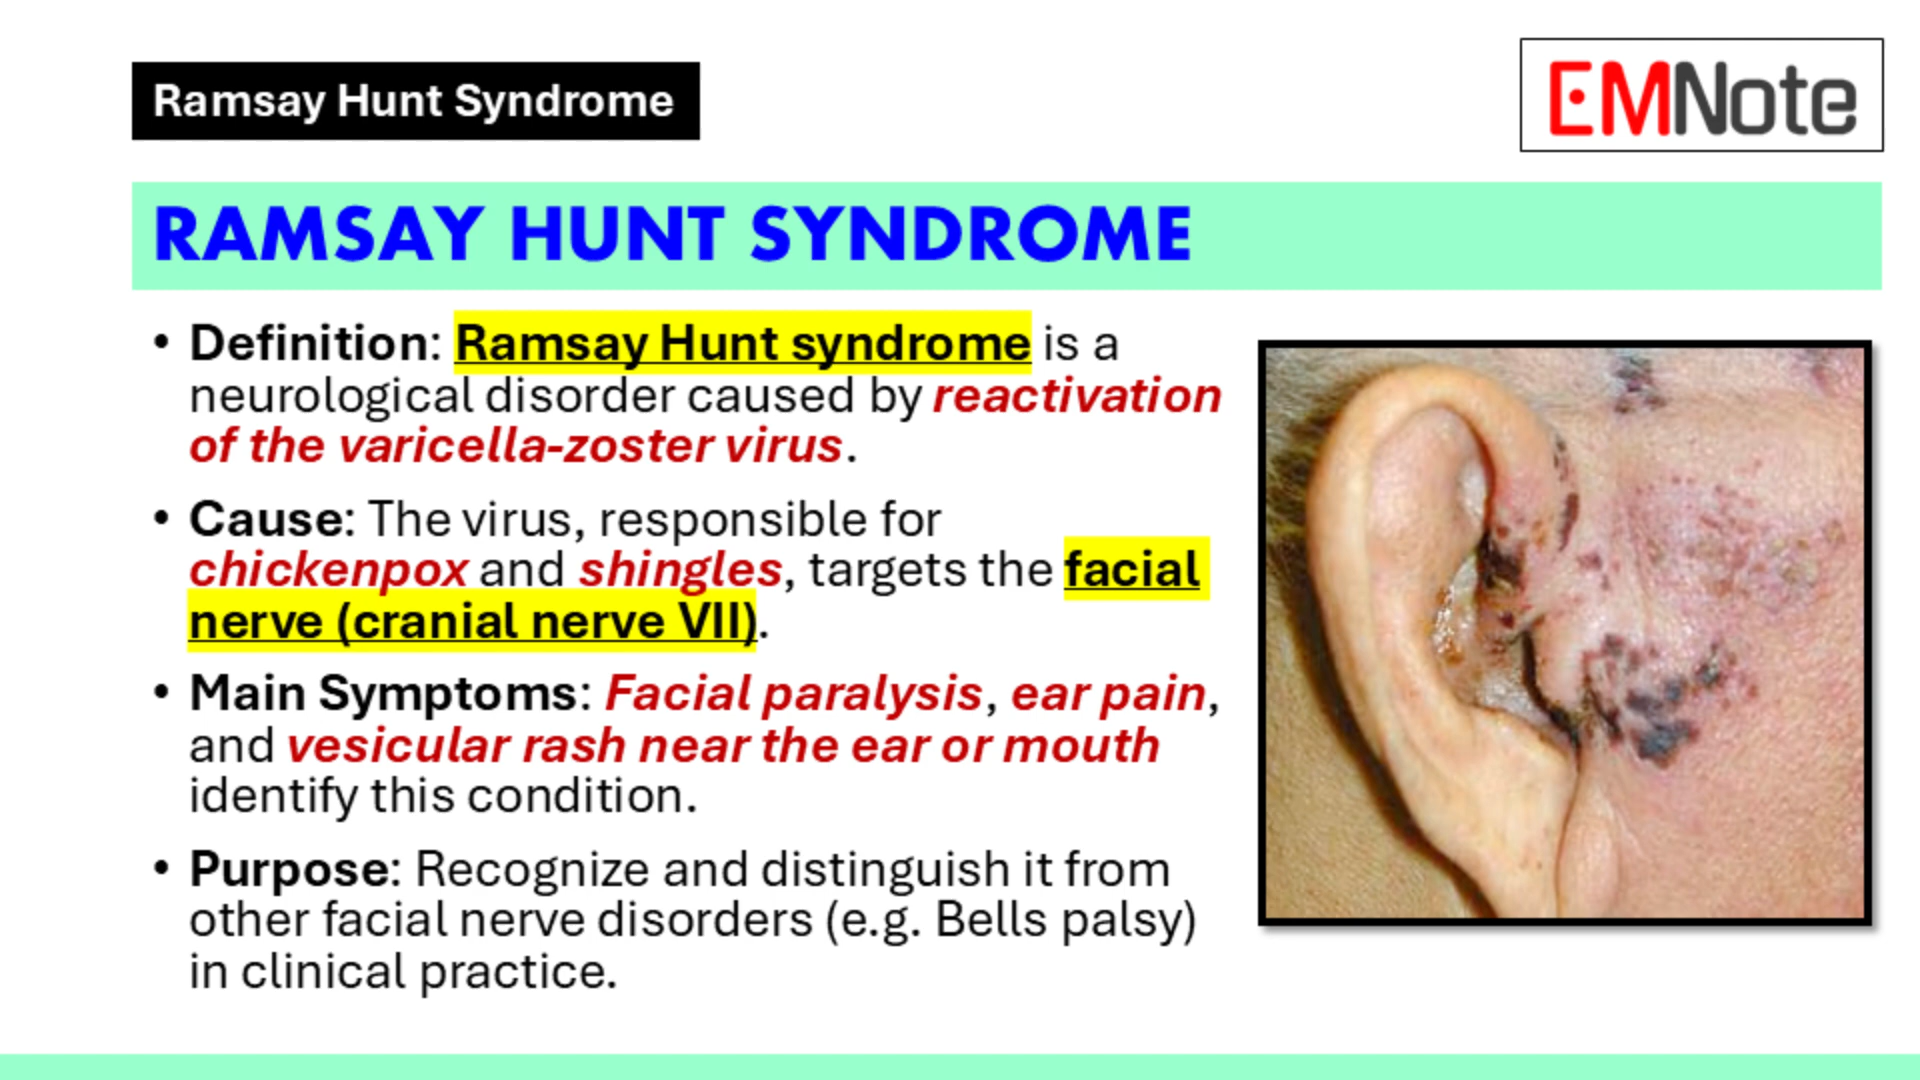 Ramsay Hunt Syndrome
EMNote
RAMSAY HUNT SYNDROME
• Definition: Ramsay Hunt syndrome is a
neurological disorder caused by reactivation
of the varicella-zoster virus.
• Cause: The virus, responsible for
chickenpox and shingles, targets the facial
nerve (cranial nerve VII).
• Main Symptoms: Facial paralysis, ear pain,
and vesicular rash near the ear or mouth
identify this condition.
• Purpose: Recognize and distinguish it from
other facial nerve disorders (e.g. Bells palsy)
in clinical practice.